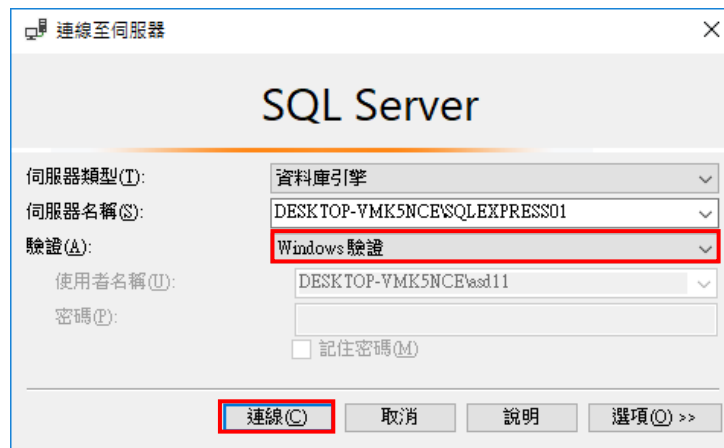 連線至伺服器
SQL Server
伺服器類型(T): 資料庫引擎
伺服器名稱(S): DESKTOP-VMK5NCE\SQLEXPRESS01
驗證(A): Windows 驗證
使用者名稱(U): DESKTOP-VMK5NCE\asd11
密碼(P):
記住密碼(M)
連線(C) 取消 說明 選項(O) >>